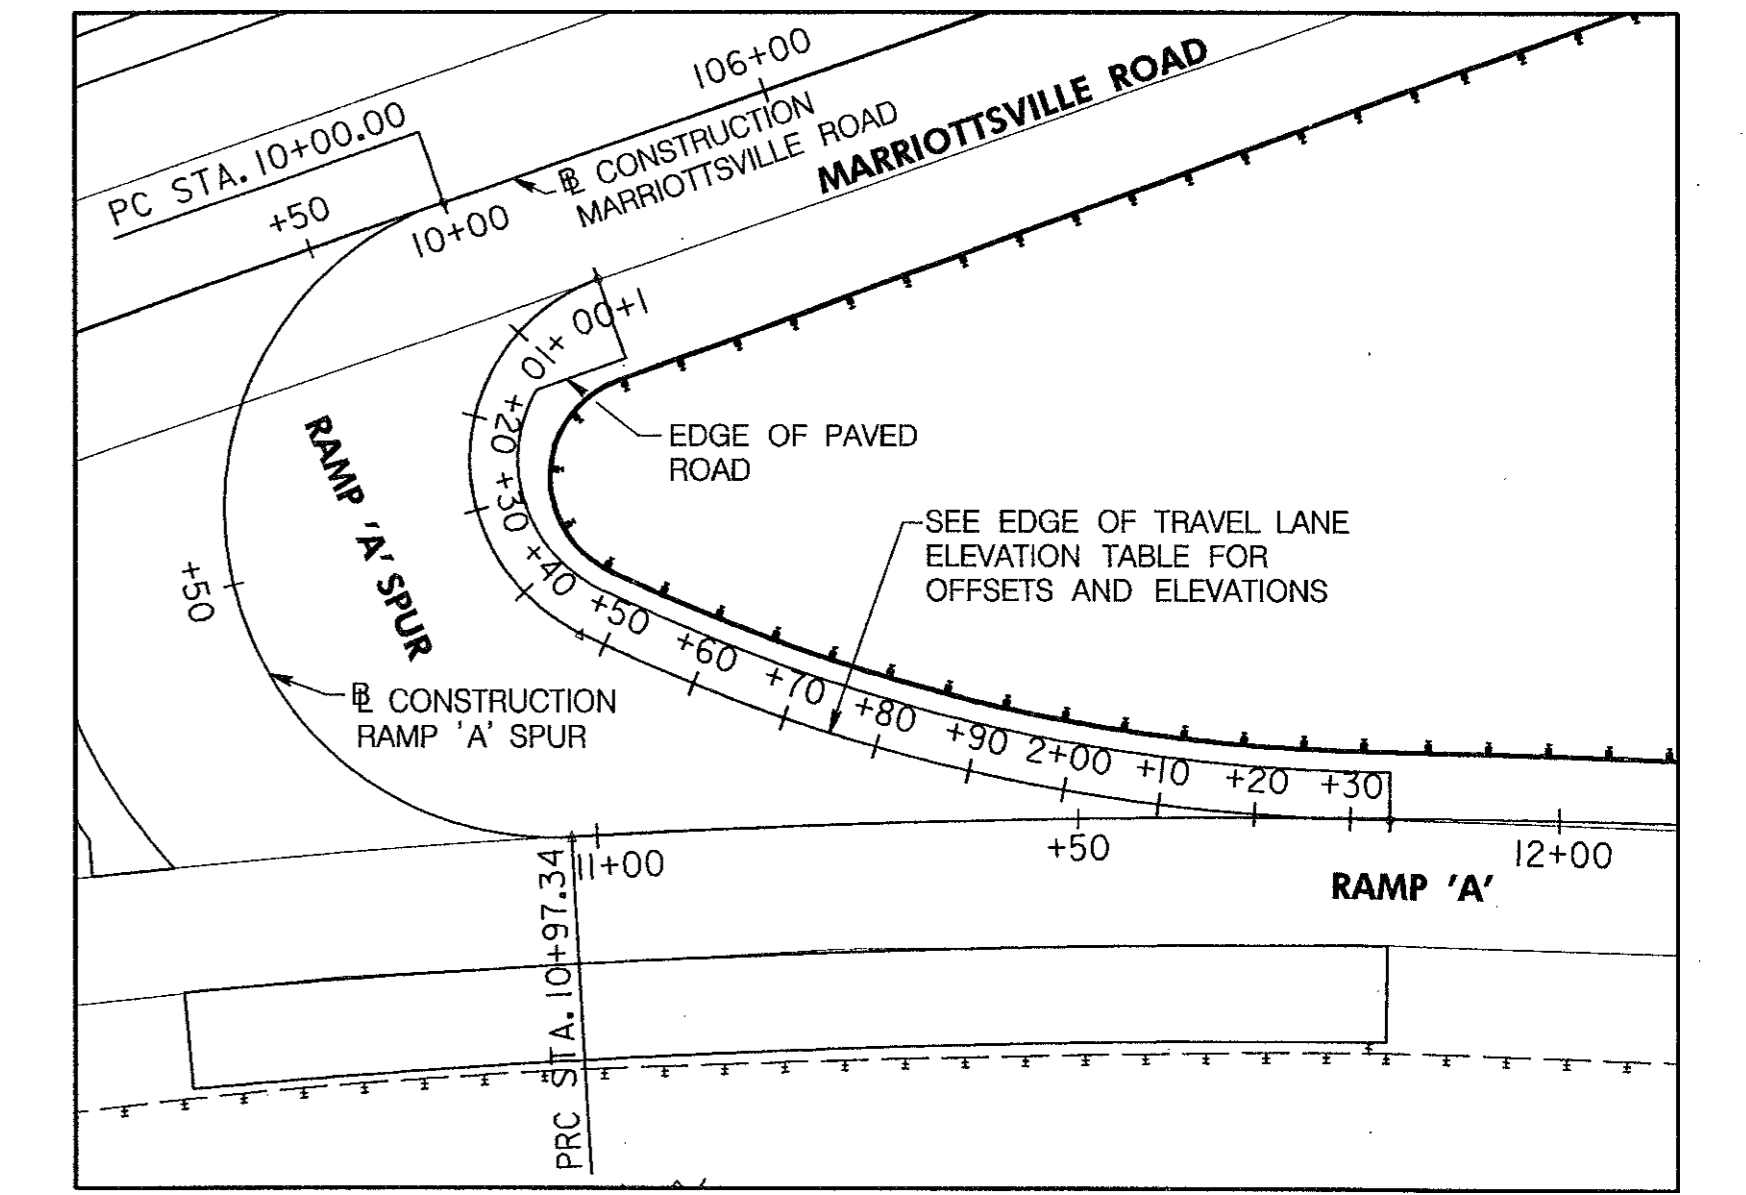 106+00
PC STA. 10+00.00
+50
10+00
℄ CONSTRUCTION
MARRIOTTSVILLE ROAD
MARRIOTTSVILLE ROAD
1+00
+10
+20
+30
+40
+50
+60
+70
+80
+90
2+00
+10
+20
+30
EDGE OF PAVED
ROAD
SEE EDGE OF TRAVEL LANE
ELEVATION TABLE FOR
OFFSETS AND ELEVATIONS
RAMP 'A' SPUR
+50
BL CONSTRUCTION
RAMP 'A' SPUR
11+00
+50
12+00
RAMP 'A'
PRC STA. 10+97.34